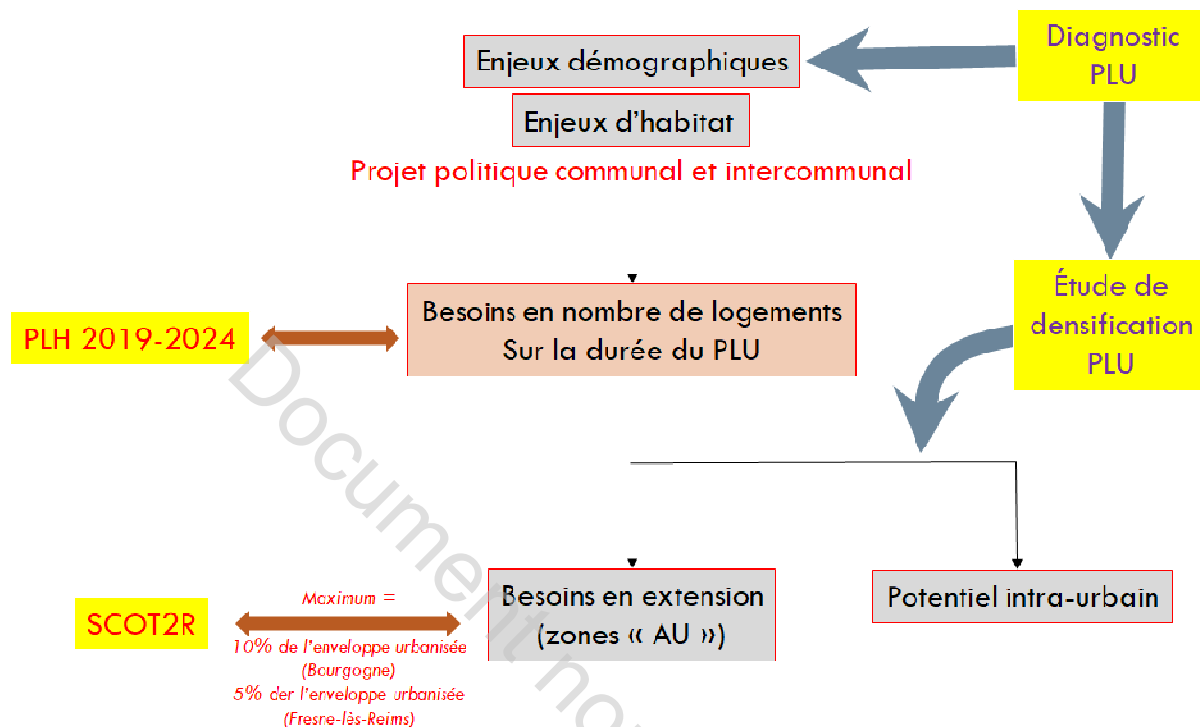 Diagnostic
PLU
Enjeux démographiques
Enjeux d'habitat
Projet politique communal et intercommunal
Étude de
densification
PLU
Besoins en nombre de logements
Sur la durée du PLU
PLH 2019-2024
SCOT2R
Maximum =
10% de l'enveloppe urbanisée
(Bourgogne)
5% der l'enveloppe urbanisée
(Fresne-lès-Reims)
Besoins en extension
(zones « AU »)
Potentiel intra-urbain
Document no